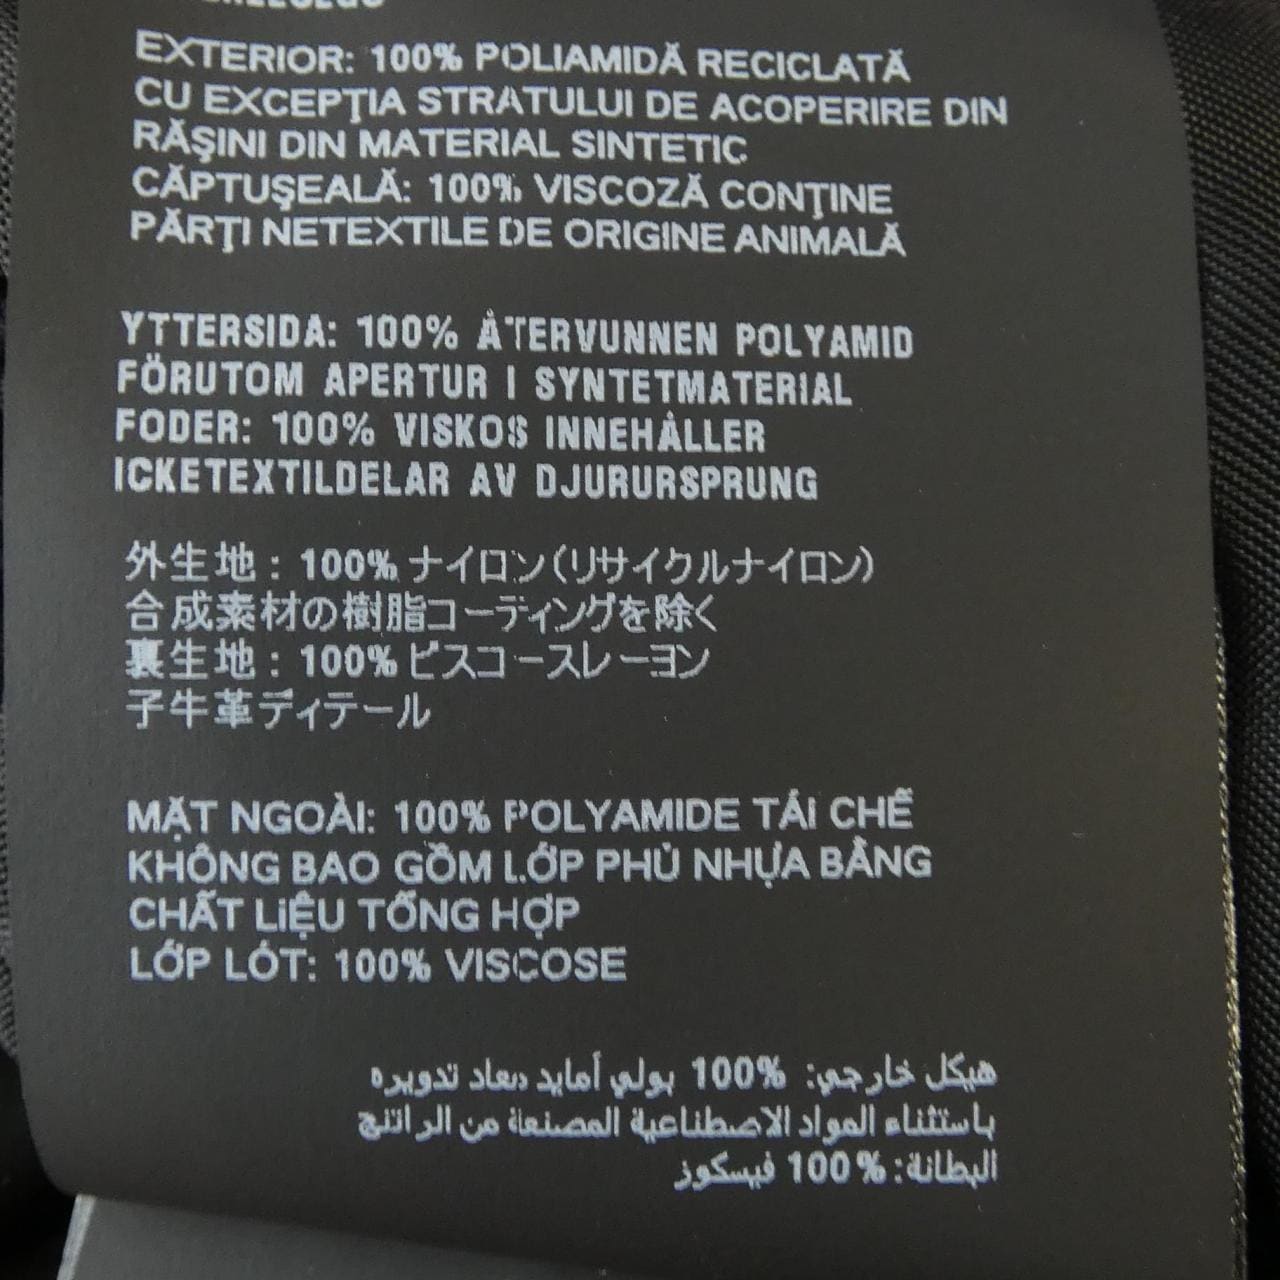 EXTERIOR: 100% POLIAMIDĂ RECICLATĂ
CU EXCEPŢIA STRATULUI DE ACOPERIRE DIN
RĂŞINI DIN MATERIAL SINTETIC
CĂPTUŞEALĂ: 100% VISCOZĂ CONŢINE
PĂRŢI NETEXTILE DE ORIGINE ANIMALĂ
YTTERSIDA: 100% ÅTERVUNNEN POLYAMID
FÖRUTOM APERTUR I SYNTETMATERIAL
FODER: 100% VISKOS INNEHÅLLER
ICKETEXTILDELAR AV DJURURSPRUNG
外生地：100% ナイロン(リサイクルナイロン)
合成素材の樹脂コーディングを除く
裏生地：100% ビスコースレーヨン
子牛革ディテール
MẶT NGOÀI: 100% POLYAMIDE TÁI CHẾ
KHÔNG BAO GỒM LỚP PHỦ NHỰA BẰNG
CHẤT LIỆU TỔNG HỢP
LỚP LÓT: 100% VISCOSE
هيكل خارجي: 100% بولي أمايد معاد تدويره
باستثناء المواد الاصطناعية المصنعة من الراتنج
البطانة: 100% فيسكوز